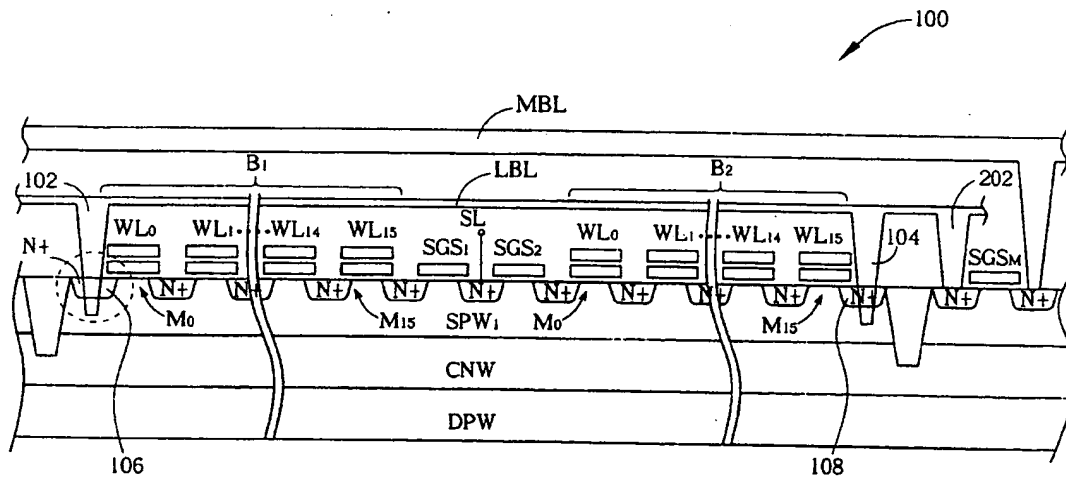 100
MBL
B1
B2
102
LBL
202
WL0 WL1 WL14 WL15 SL WL0 WL1 WL14 WL15
SGS1 SGS2 104 SGSM
N+
N+ N+ N+ N+ N+ N+ N+ N+ N+ N+ N+
M0 M15 SPW1 M0 M15
CNW
DPW
106 108